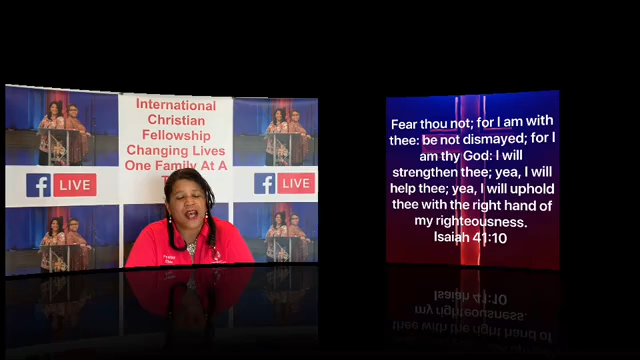 International
Christian
Fellowship
Changing Lives
One Family At A
LIVE
LIVE
Fear thou not; for I am with
thee: be not dismayed; for I
am thy God: I will
strengthen thee; yea, I will
help thee; yea, I will uphold
thee with the right hand of
my righteousness.
Isaiah 41:10